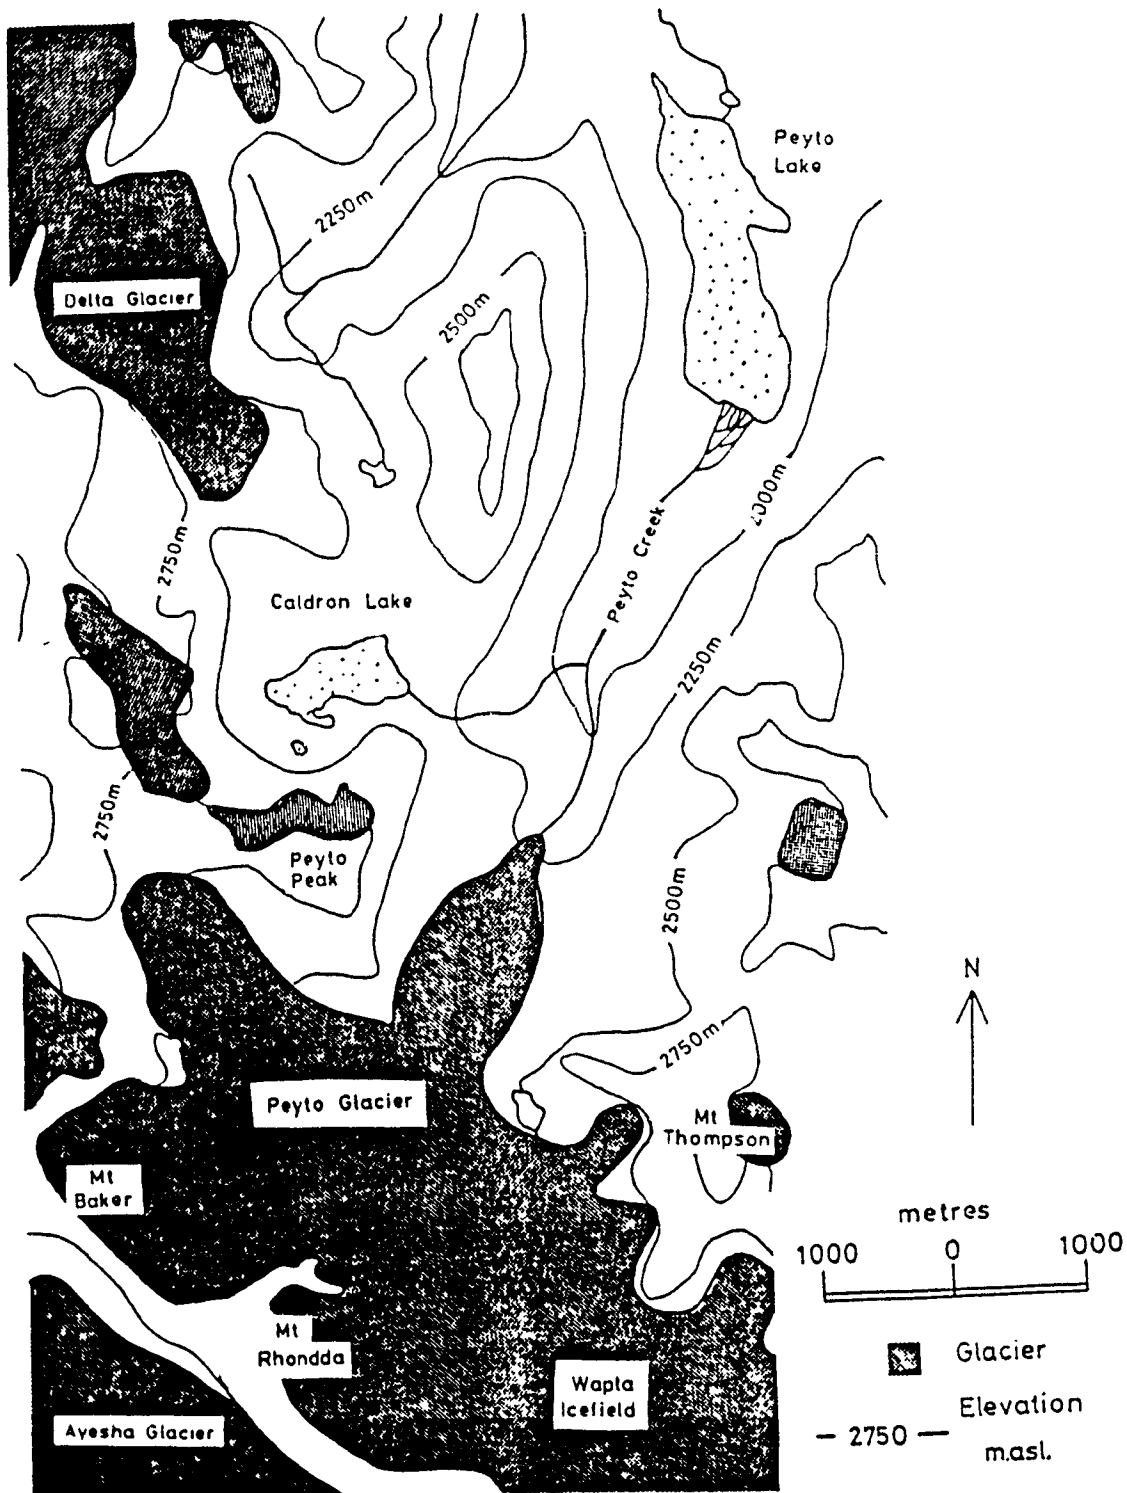 Peyto
Lake
2250m
Delta Glacier
2500m
2000m
Peyto Creek
2750m
Caldron Lake
2250m
2750m
Peyto
Peak
2500m
N
2750m
Peyto Glacier
Mt
Thompson
Mt
Baker
metres
1000 0 1000
Mt
Rhondda
Glacier
Wapta
Icefield
Elevation
- 2750 -
m.asl.
Ayesha Glacier